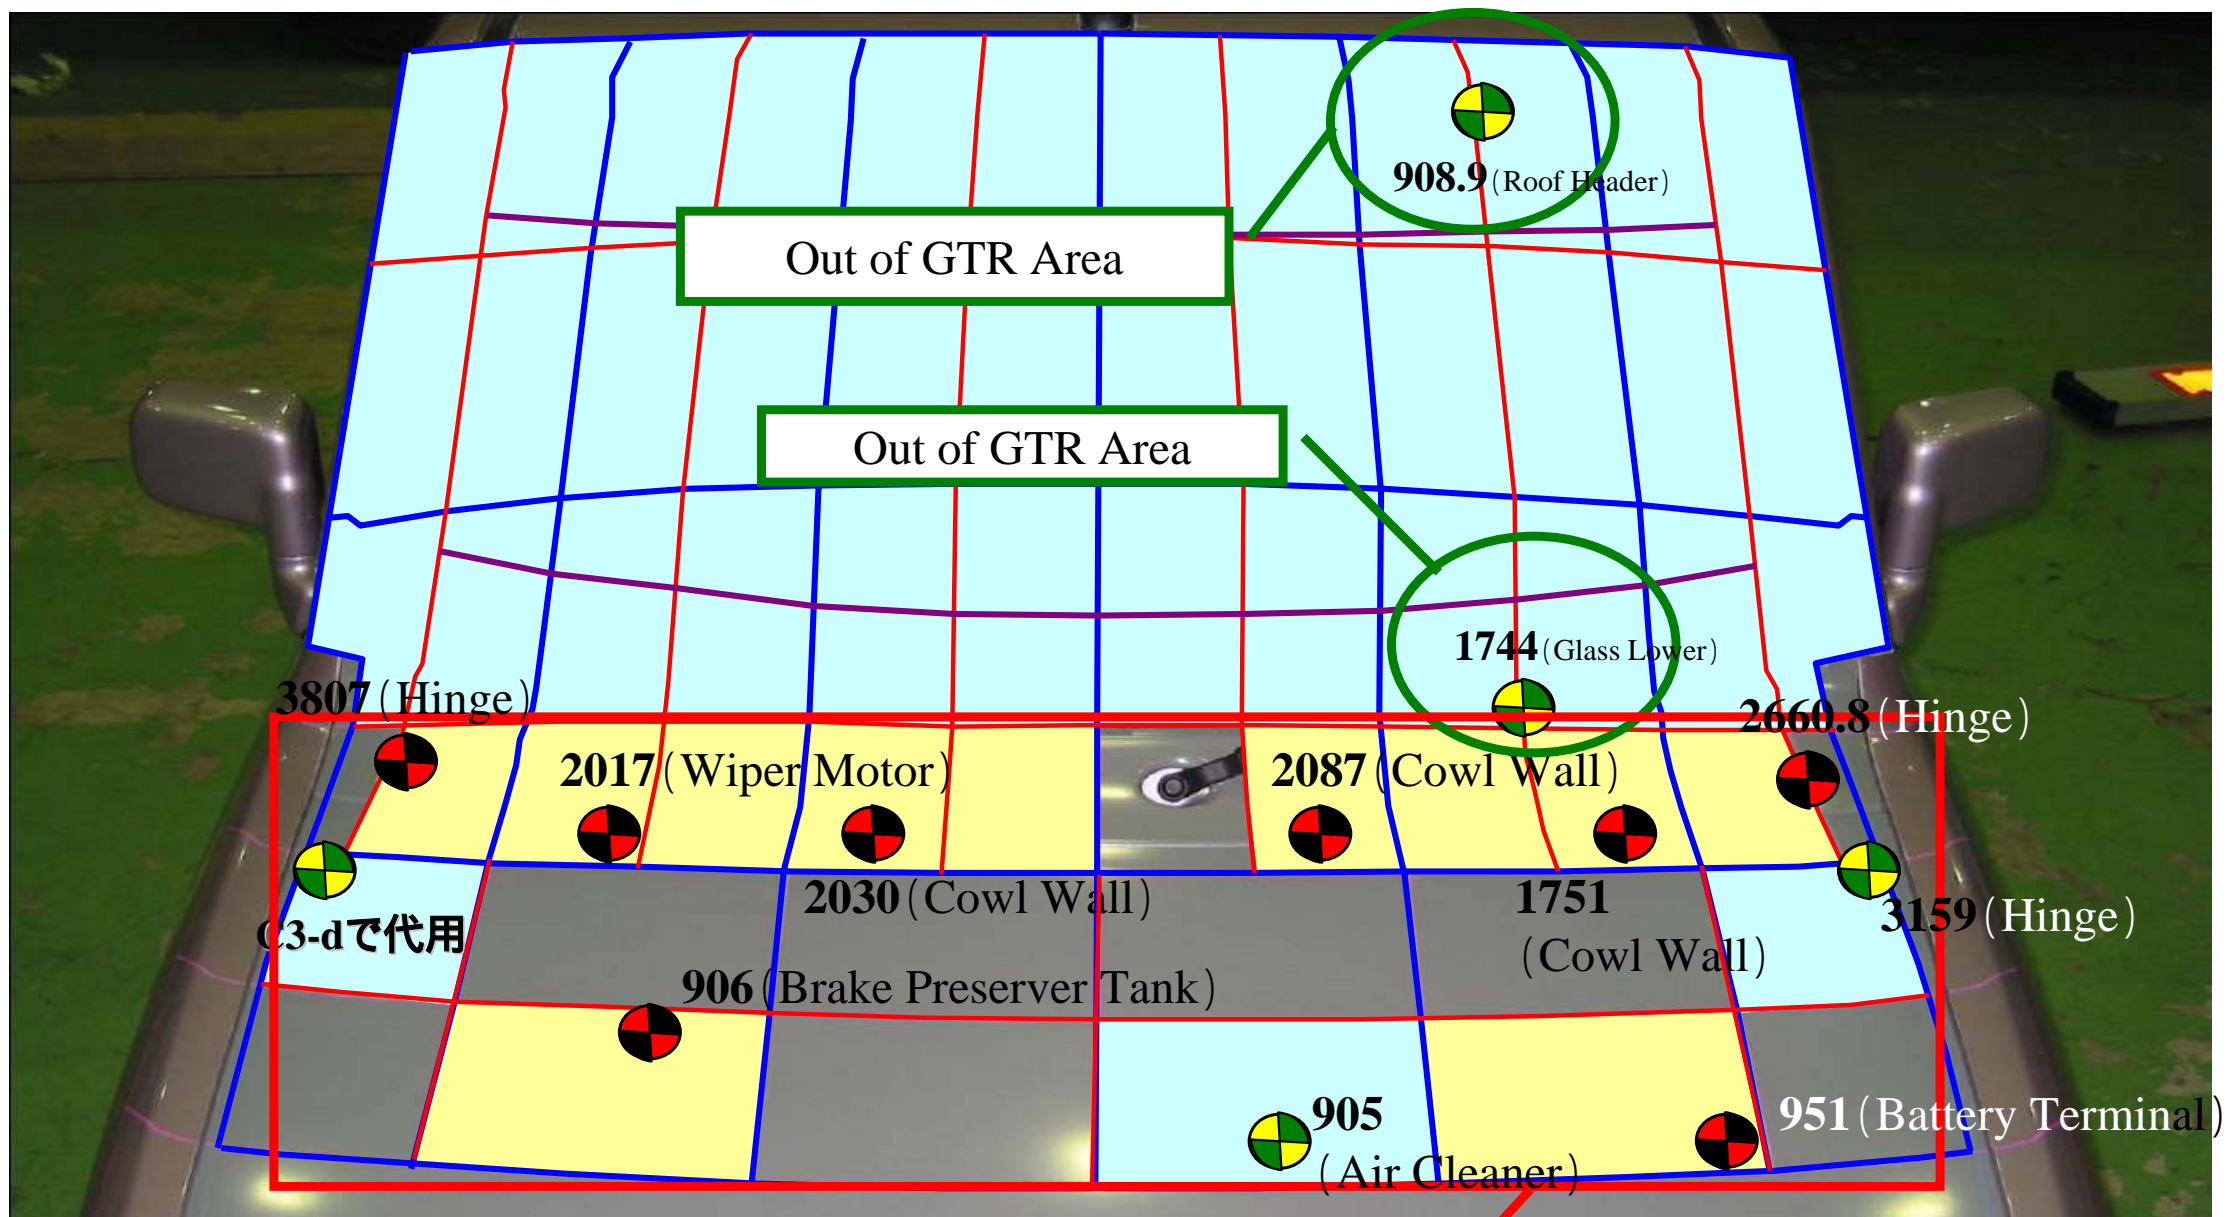 908.9(Roof Header)
Out of GTR Area
Out of GTR Area
1744(Glass Lower)
3807(Hinge)
2660.8(Hinge)
2017(Wiper Motor)
2087(Cowl Wall)
2030(Cowl Wall)
1751
(Cowl Wall)
3159(Hinge)
C3-dで代用
906(Brake Preserver Tank)
905
(Air Cleaner)
951(Battery Terminal)